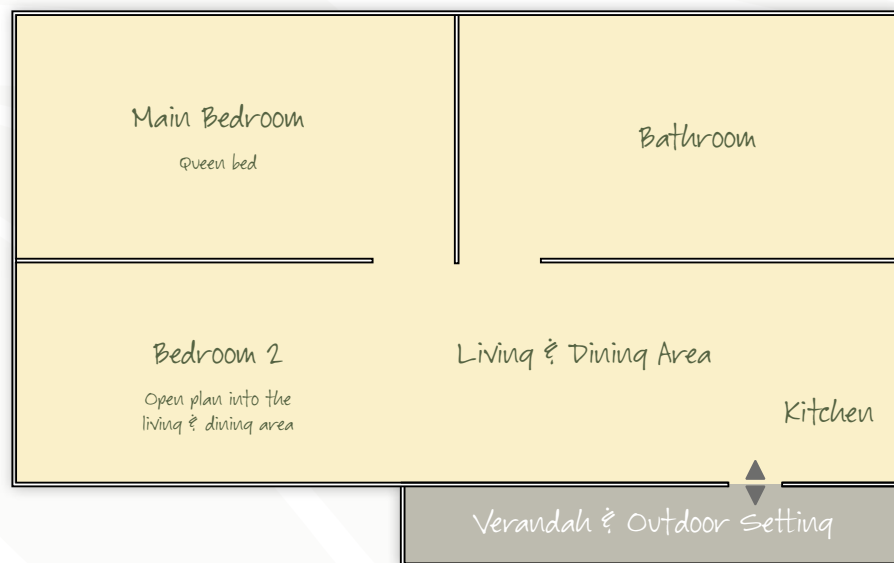 Main Bedroom
Queen bed
Bathroom
Bedroom 2
Open plan into the
living & dining area
Living & Dining Area
Kitchen
Verandah & Outdoor Setting